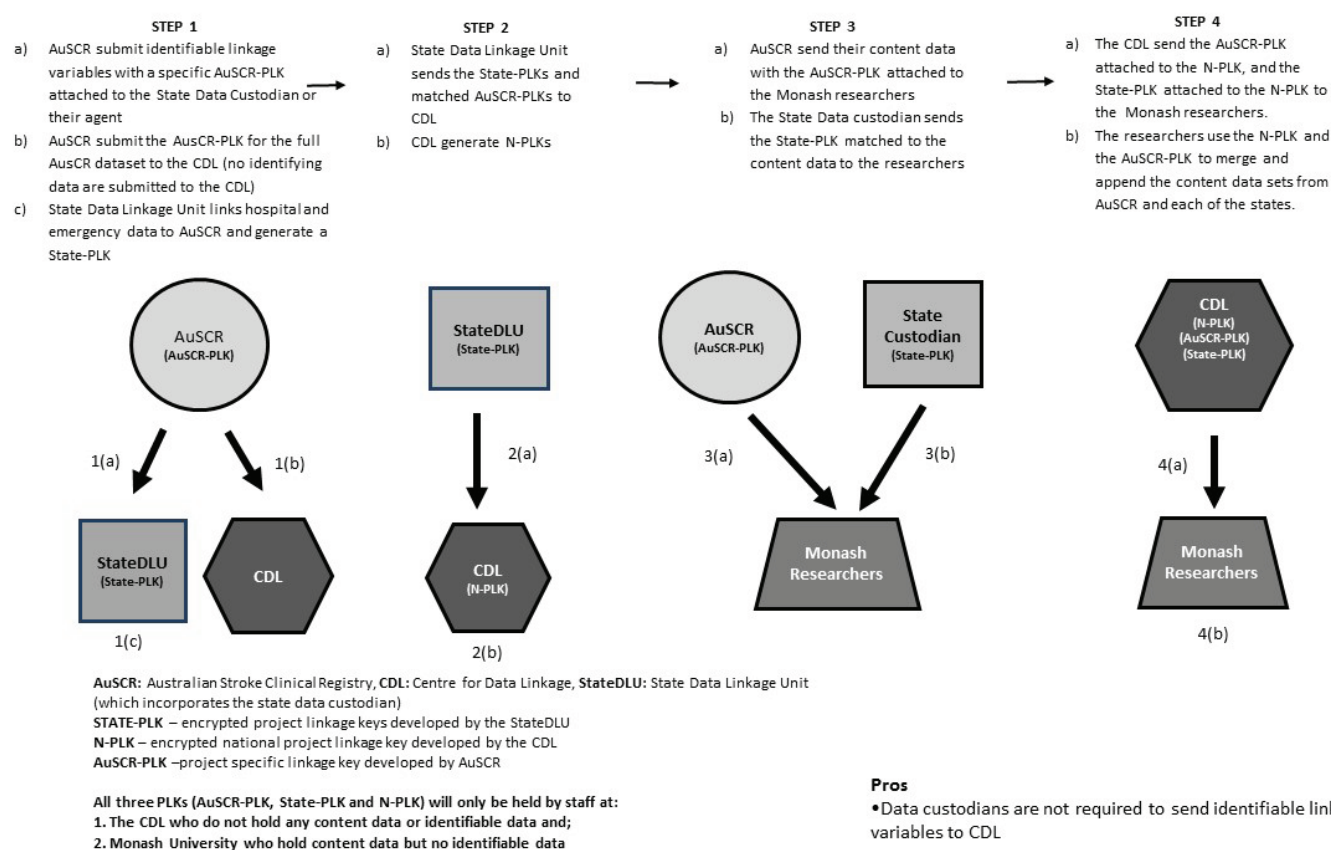 STEP 1
a) AuSCR submit identifiable linkage
variables with a specific AuSCR-PLK
attached to the State Data Custodian or
their agent
b) AuSCR submit the AusCR-PLK for the full
AusCR dataset to the CDL (no identifying
data are submitted to the CDL)
c) State Data Linkage Unit links hospital and
emergency data to AuSCR and generate a
State-PLK
STEP 2
a) State Data Linkage Unit
sends the State-PLKs and
matched AuSCR-PLKs to
CDL
b) CDL generate N-PLKs
STEP 3
a) AuSCR send their content data
with the AuSCR-PLK attached to
the Monash researchers
b) The State Data custodian sends
the State-PLK matched to the
content data to the researchers
STEP 4
a) The CDL send the AuSCR-PLK
attached to the N-PLK, and the
State-PLK attached to the N-PLK to
the Monash researchers.
b) The researchers use the N-PLK and
the AuSCR-PLK to merge and
append the content data sets from
AuSCR and each of the states.
AuSCR
(AuSCR-PLK)
1(a)
1(b)
StateDLU
(State-PLK)
CDL
1(c)
StateDLU
(State-PLK)
2(a)
CDL
(N-PLK)
2(b)
AuSCR
(AuSCR-PLK)
State
Custodian
(State-PLK)
3(a)
3(b)
Monash
Researchers
CDL
(N-PLK)
(AuSCR-PLK)
(State-PLK)
4(a)
Monash
Researchers
4(b)
AuSCR: Australian Stroke Clinical Registry, CDL: Centre for Data Linkage, StateDLU: State Data Linkage Unit
(which incorporates the state data custodian)
STATE-PLK – encrypted project linkage keys developed by the StateDLU
N-PLK – encrypted national project linkage key developed by the CDL
AuSCR-PLK –project specific linkage key developed by AuSCR
All three PLKs (AuSCR-PLK, State-PLK and N-PLK) will only be held by staff at:
1. The CDL who do not hold any content data or identifiable data and;
2. Monash University who hold content data but no identifiable data
Pros
•Data custodians are not required to send identifiable
variables to CDL